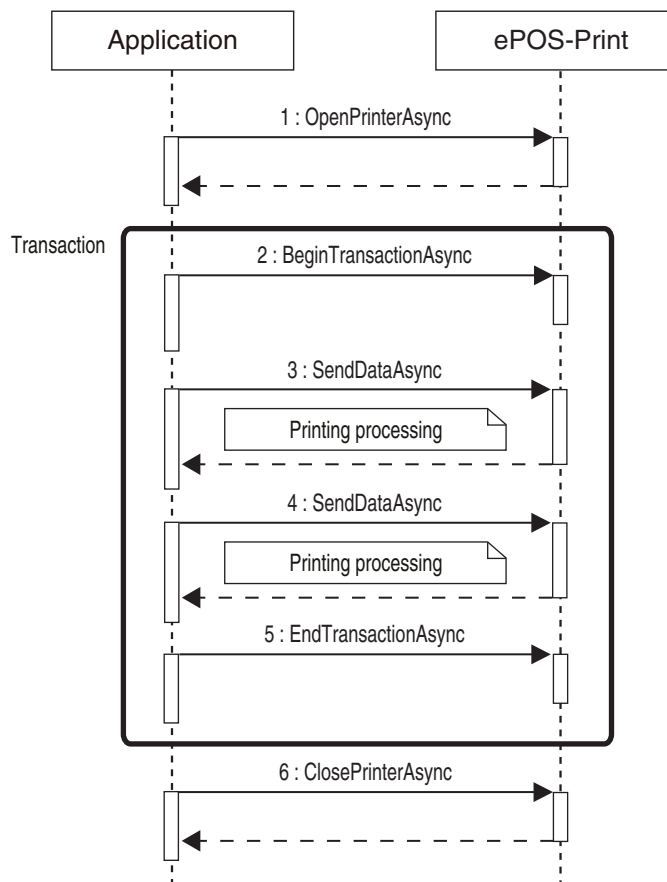 Application
ePOS-Print
1 : OpenPrinterAsync
Transaction
2 : BeginTransactionAsync
3 : SendDataAsync
Printing processing
4 : SendDataAsync
Printing processing
5 : EndTransactionAsync
6 : ClosePrinterAsync